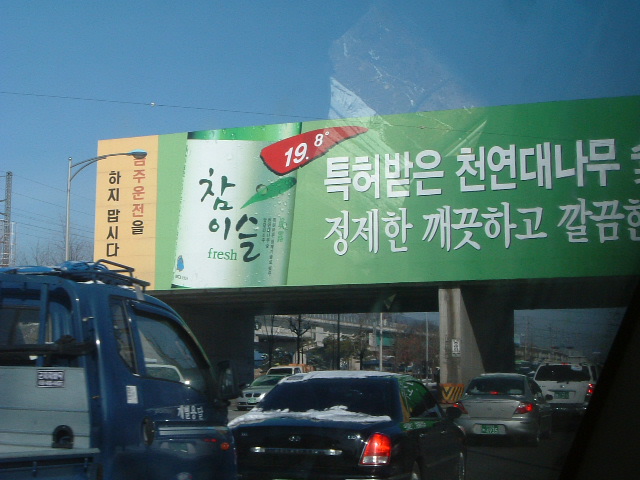 음주운전을
하지 맙시다
참
이슬
fresh
19.8°
특허받은 천연대나무
정제한 깨끗하고 깔끔한